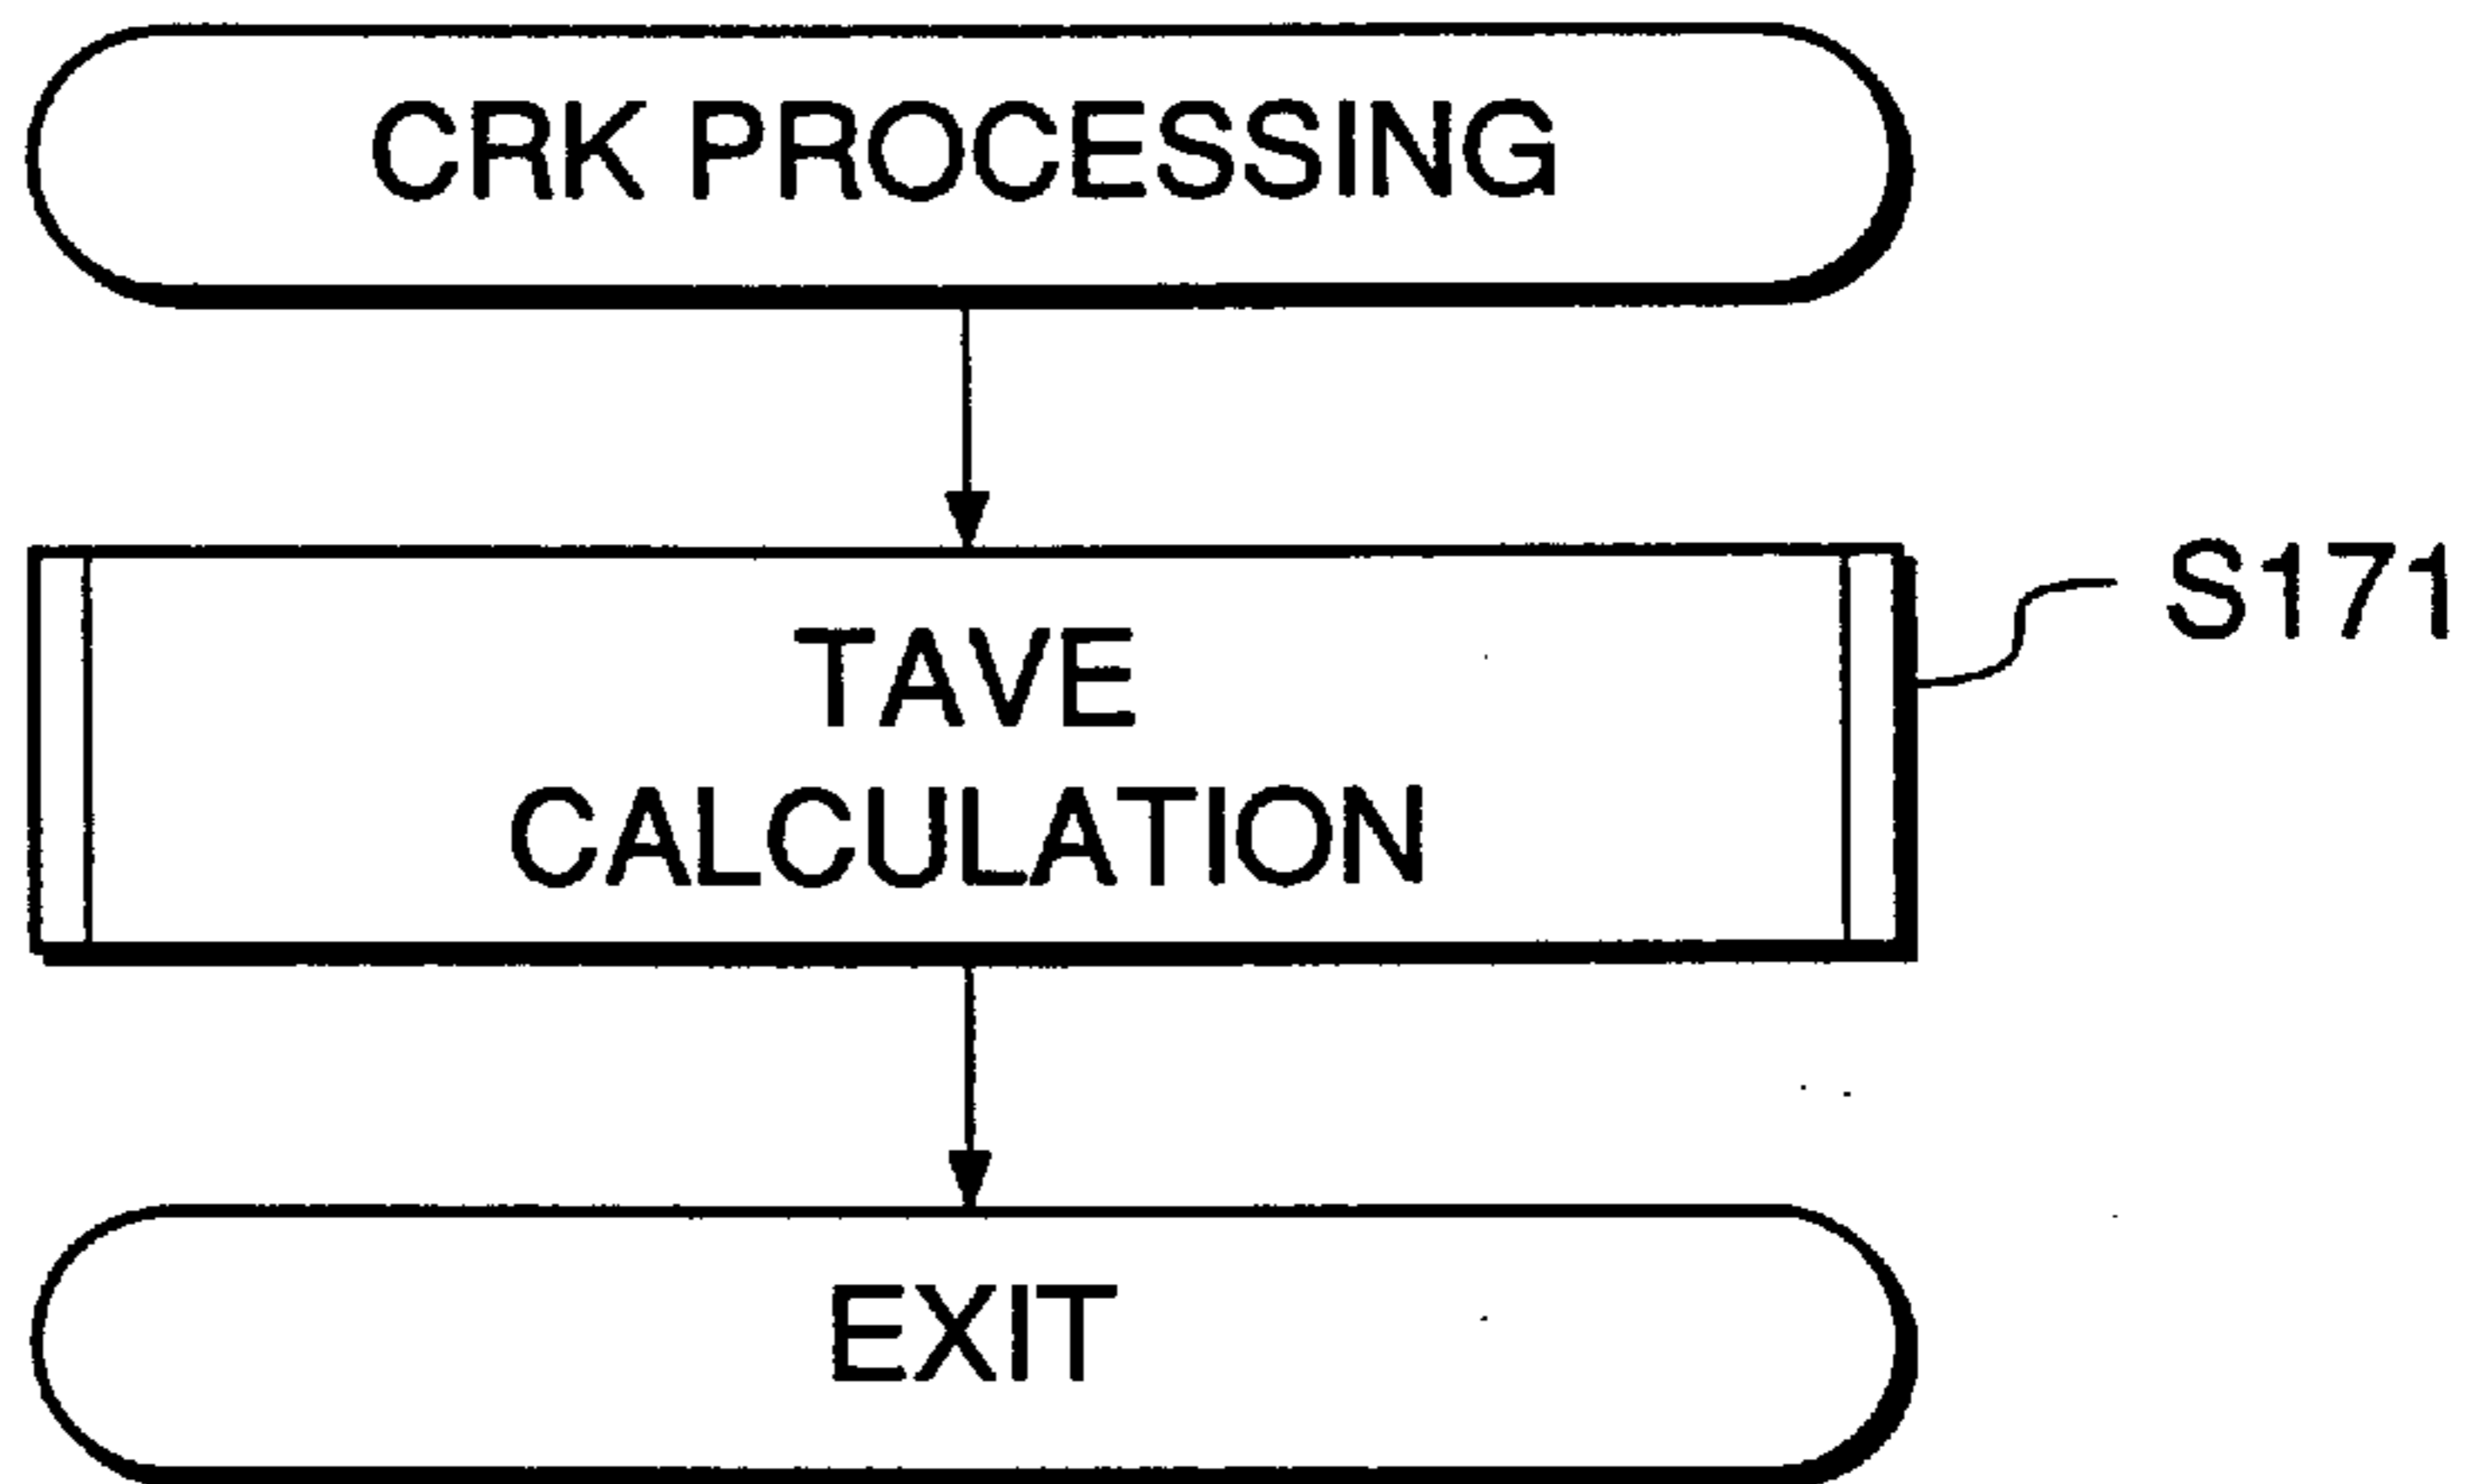 CRK PROCESSING
TAVE
CALCULATION
S171
EXIT